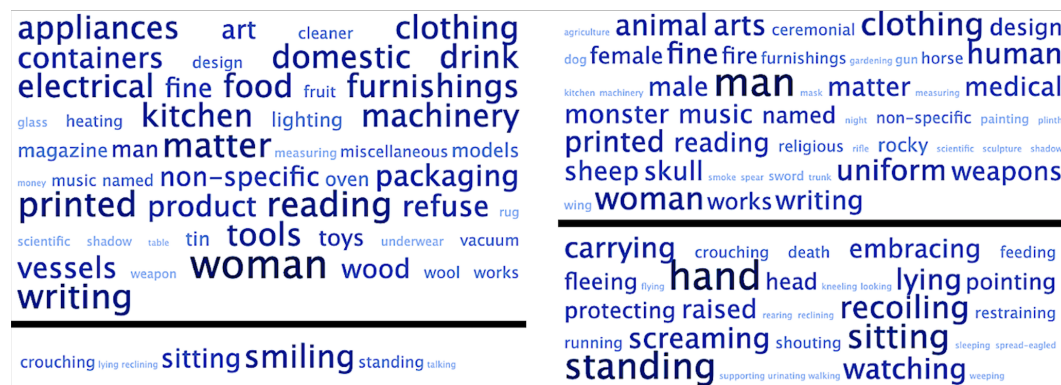 appliances art cleaner clothing
containers design domestic drink
electrical fine food fruit furnishings
glass heating kitchen lighting machinery
magazine man matter measuring miscellaneous models
money music named non-specific oven packaging
printed product reading refuse rug
scientific shadow table tin tools toys underwear vacuum
vessels weapon woman wood wool works
writing
crouching lying reclining sitting smiling standing talking
agriculture animal arts ceremonial clothing design
dog female fine fire furnishings gardening gun horse human
kitchen machinery male man mask matter measuring medical
monster music named night non-specific painting plinth
printed reading religious rifle rocky scientific sculpture shadow
sheep skull smoke spear sword trunk uniform weapons
wing woman works writing
carrying crouching death embracing feeding
fleeing flying hand head kneeling looking lying pointing
protecting raised rearing reclining recoiling restraining
running screaming shouting sitting sleeping spread-eagled
standing supporting urinating walking watching weeping